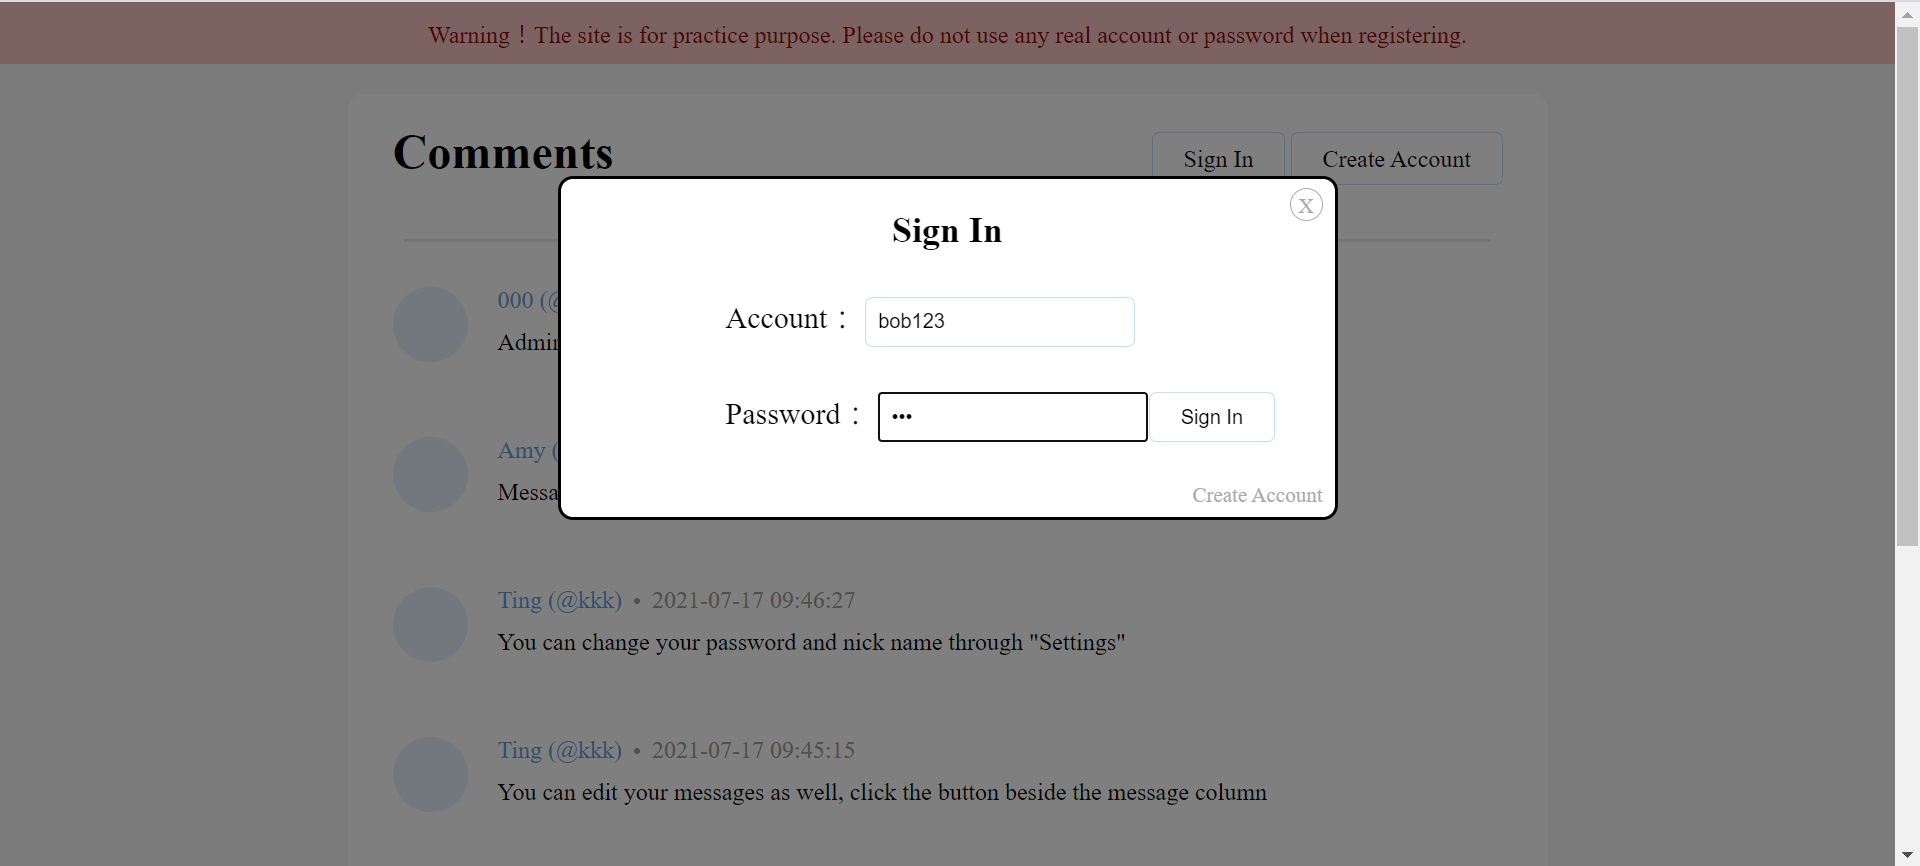 Warning！The site is for practice purpose. Please do not use any real account or password when registering.
Comments
Sign In
Create Account
X
Sign In
Account：
bob123
Password：
•••
Sign In
Create Account
000 (@
Admin
Amy (
Messa
Ting (@kkk) • 2021-07-17 09:46:27
You can change your password and nick name through "Settings"
Ting (@kkk) • 2021-07-17 09:45:15
You can edit your messages as well, click the button beside the message column